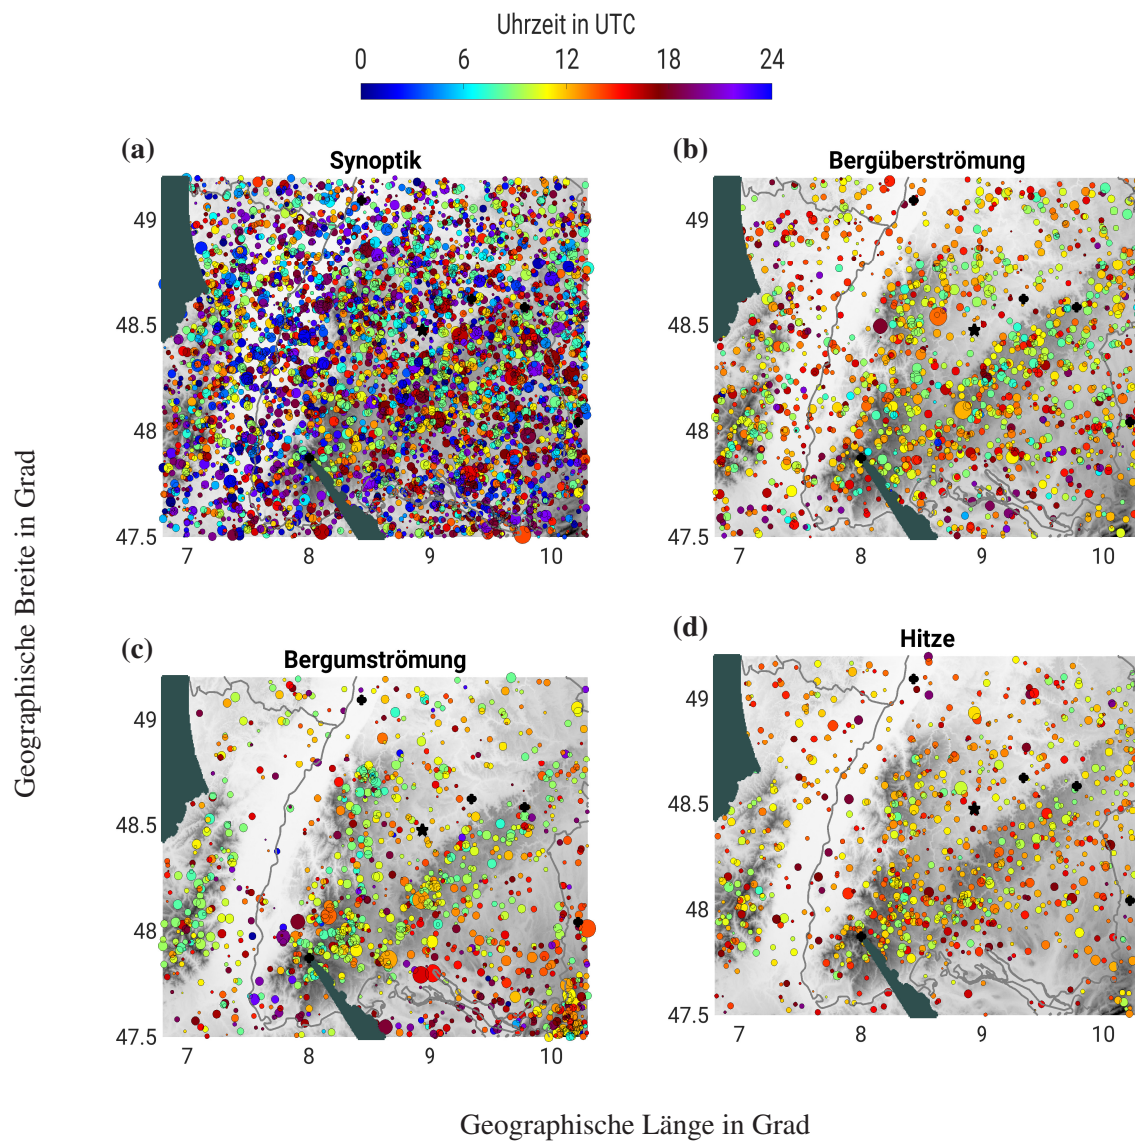 Uhrzeit in UTC
0 6 12 18 24
(a) Synoptik
49
48.5
48
47.5
7 8 9 10
(b) Bergüberströmung
49
48.5
48
47.5
7 8 9 10
(c) Bergumströmung
49
48.5
48
47.5
7 8 9 10
(d) Hitze
49
48.5
48
47.5
7 8 9 10
Geographische Breite in Grad
Geographische Länge in Grad